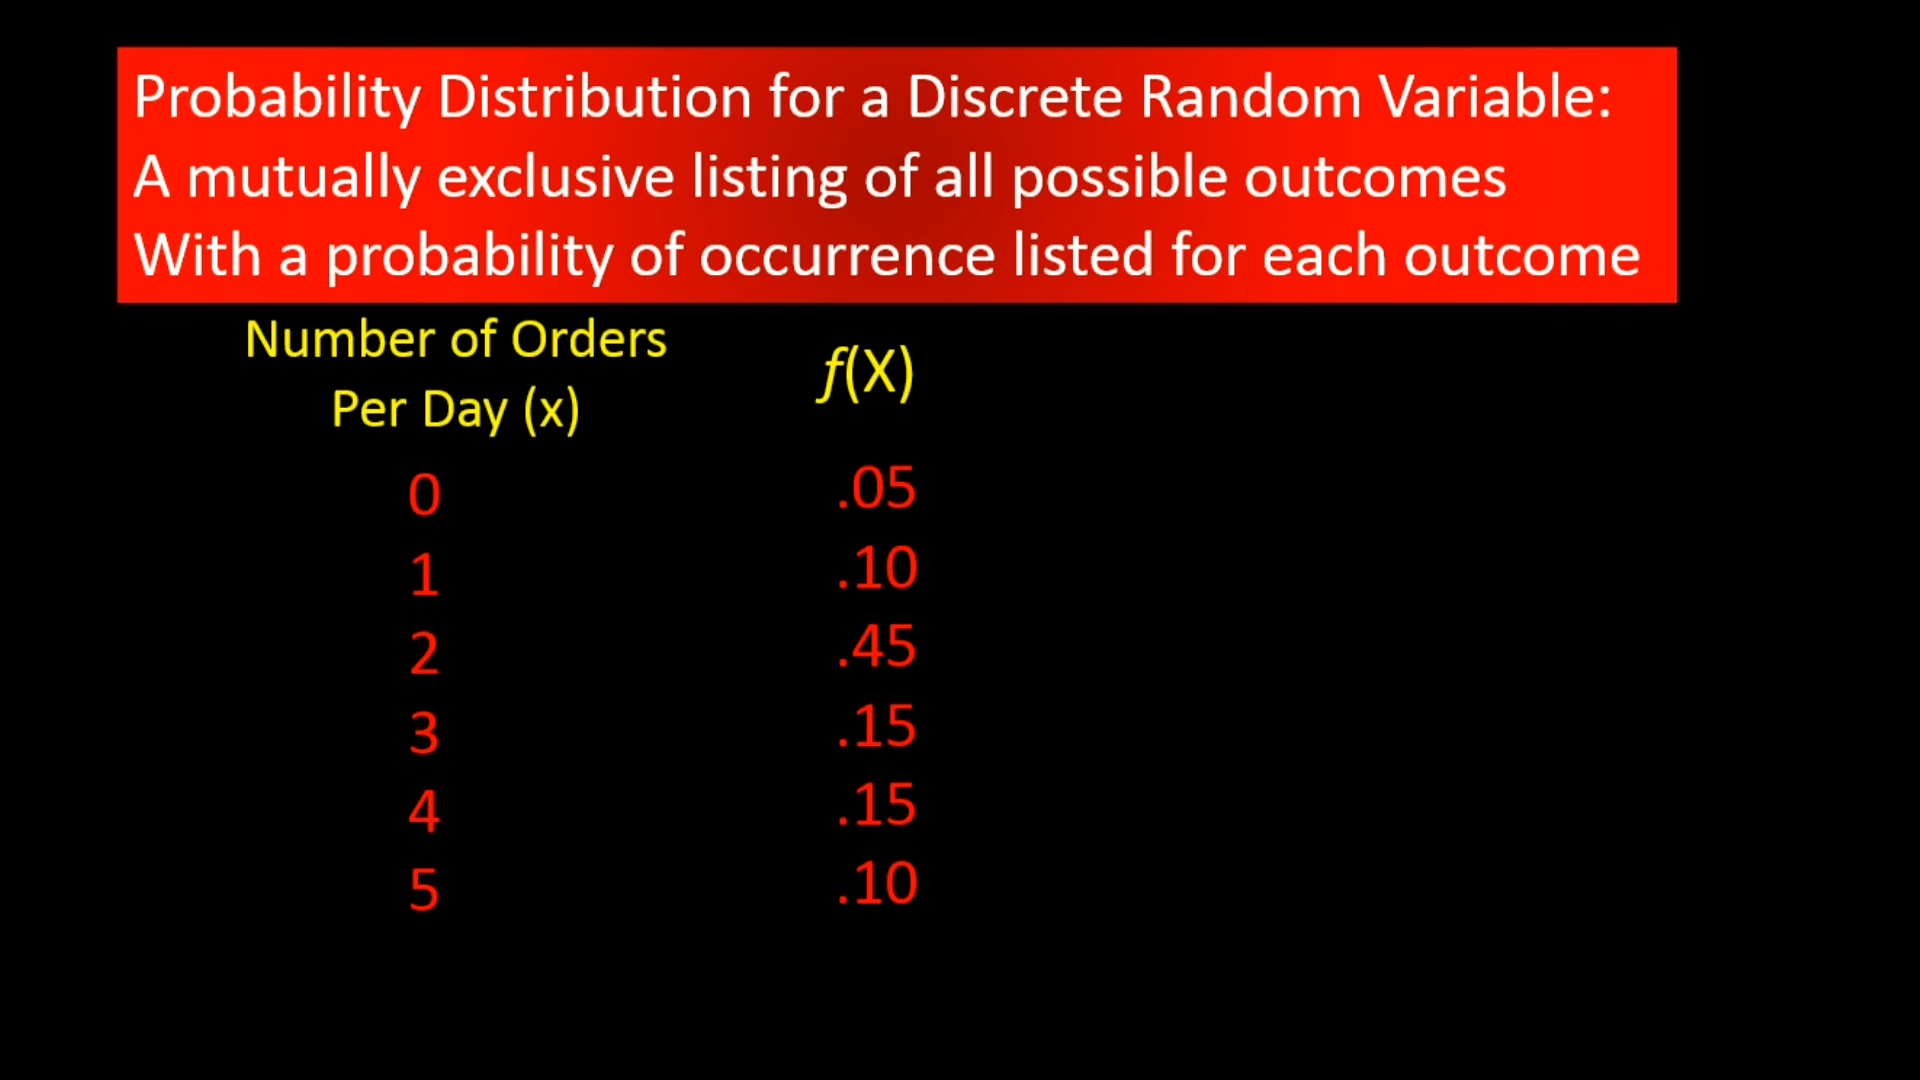 Probability Distribution for a Discrete Random Variable:
A mutually exclusive listing of all possible outcomes
With a probability of occurrence listed for each outcome
Number of Orders
Per Day (x)
f(X)
0 .05
1 .10
2 .45
3 .15
4 .15
5 .10